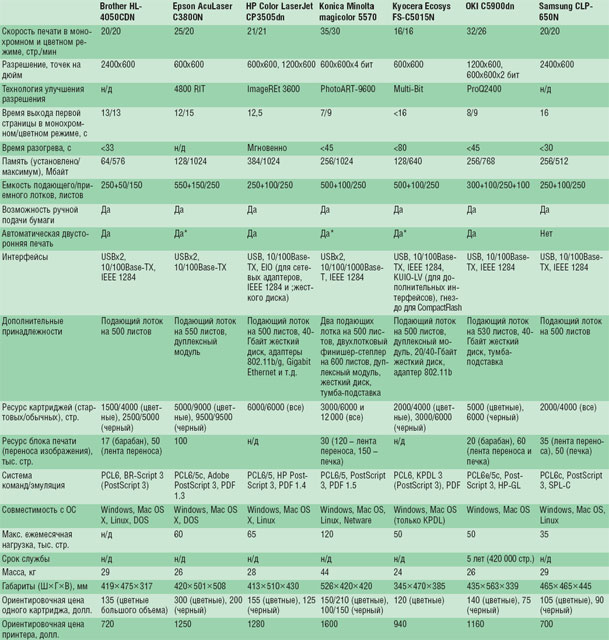 Brother HL-4050CDN
Epson AcuLaser C3800N
HP Color LaserJet CP3505dn
Konica Minolta magicolor 5570
Kyocera Ecosys FS-C5015N
OKI C5900dn
Samsung CLP-650N
Скорость печати в монохромном и цветном режиме, стр./мин
20/20
25/20
21/21
35/30
16/16
32/26
20/20
Разрешение, точек на дюйм
2400x600
600x600
600x600, 1200x600
600x600x4 бит
600x600
1200x600, 600x600x2 бит
2400x600
Технология улучшения разрешения
н/д
4800 RIT
ImageREt 3600
PhotoART-9600
Multi-Bit
ProQ2400
н/д
Время выхода первой страницы в монохромном/цветном режиме, с
13/13
12/15
12,5
7/9
<16
8/9
16
Время разогрева, с
<33
н/д
Мгновенно
<45
<80
<45
<30
Память (установлено/максимум), Мбайт
64/576
128/1024
384/1024
256/1024
128/640
256/768
256/512
Емкость подающего/приемного лотков, листов
250+50/150
550+150/250
250+100/250
500+100/250
500+100/250
300+100/250+100
250+100/250
Возможность ручной подачи бумаги
Да
Да
Да
Да
Да
Да
Да
Автоматическая двусторонняя печать
Да
Да*
Да
Да*
Да*
Да
Нет
Интерфейсы
USBx2, 10/100Base-TX, IEEE 1284
USBx2, 10/100Base-TX
USB, 10/100Base-TX, EIO (для сетевых адаптеров, IEEE 1284 и ;жесткого диска)
USBx2, 10/100/1000Base-T, IEEE 1284
USB, 10/100Base-TX, IEEE 1284, KUIO-LV (для дополнительных интерфейсов), гнездо для CompactFlash
USB, 10/100Base-TX, IEEE 1284
USB, 10/100Base-TX, IEEE 1284
Дополнительные принадлежности
Подающий лоток на 500 листов
Подающий лоток на 550 листов, дуплексный модуль
Подающий лоток на 500 листов, 40-Гбайт жесткий диск, адаптеры 802.11b/g, Gigabit Ethernet и т.д.
Два подающих лотка на 500 листов, двухлотковый финишер-степлер на 600 листов, дуплексный модуль, жесткий диск, тумба-подставка
Подающий лоток на 500 листов, дуплексный модуль, 20/40-Гбайт жесткий диск, адаптер 802.11b
Подающий лоток на 530 листов, 40-Гбайт жесткий диск, тумба-подставка
Подающий лоток на 500 листов
Ресурс картриджей (стартовых/обычных), стр.
1500/4000 (цветные), 2500/5000 (черный)
5000/9000 (цветные), 9500/9500 (черный)
6000/6000 (все)
3000/6000 и 12 000 (все)
2000/4000 (цветные), 3000/6000 (черный)
5000 (цветные), 6000 (черный)
2000/4000 (все)
Ресурс блока печати (переноса изображения), тыс. стр.
17 (барабан), 50 (лента переноса)
100
н/д
30 (120 – лента переноса, 150 – печка)
н/д
20 (барабан), 60 (лента переноса и печка)
35 (лента переноса), 50 (печка)
Система команд/эмуляция
PCL6, BR-Script 3 (PostScript 3)
PCL6/5c, Adobe PostScript 3, PDF 1.3
PCL6/5, HP PostScript 3, PDF 1.4
PCL6/5, PostScript 3, PDF 1.5
PCL6, KPDL 3 (PostScript 3), PDF
PCL6e/5c, PostScript 3, HP-GL
PCL6c, PostScript 3, SPL-C
Совместимость с ОС
Windows, Mac OS X, Linux, DOS
Windows, Mac OS X, DOS
Windows, Mac OS X, Linux
Windows, Mac OS X, Linux, Netware
Windows, Mac OS X (только KPDL)
Windows, Mac OS X
Windows, Mac OS X, Linux
Макс. ежемесячная нагрузка, тыс. стр.
н/д
60
65
120
50
50
35
Срок службы
н/д
н/д
н/д
н/д
н/д
5 лет (420 000 стр.)
н/д
Масса, кг
29
26
28
44
24
26
29
Габариты (Ш×Г×В), мм
419×475×317
420×501×508
413×510×430
526×420×420
345×470×385
435×563×339
465×465×445
Ориентировочная цена одного картриджа, долл.
135 (цветные большого объема)
300 (цветные), 200 (черный)
155 (цветные), 125 (черный)
150/210 (цветные), 100/150 (черный)
120 (цветные)
140 (цветные), 75 (черный)
105 (цветные), 90 (черный)
Ориентировочная цена принтера, долл.
720
1250
1280
1600
940
1160
700